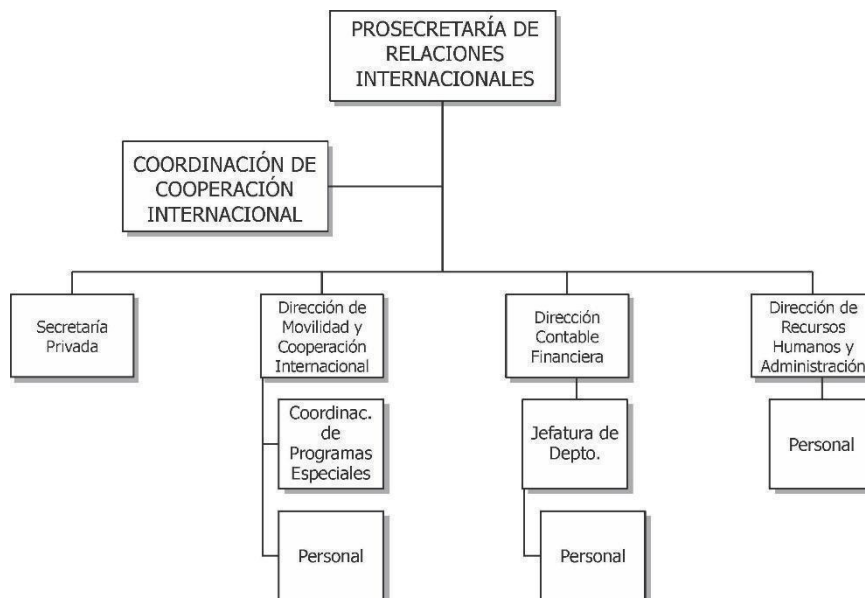 PROSECRETARÍA DE
RELACIONES
INTERNACIONALES
COORDINACIÓN DE
COOPERACIÓN
INTERNACIONAL
Secretaría
Privada
Dirección de
Movilidad y
Cooperación
Internacional
Dirección
Contable
Financiera
Dirección de
Recursos
Humanos y
Administración
Coordinac.
de
Programas
Especiales
Jefatura de
Depto.
Personal
Personal
Personal